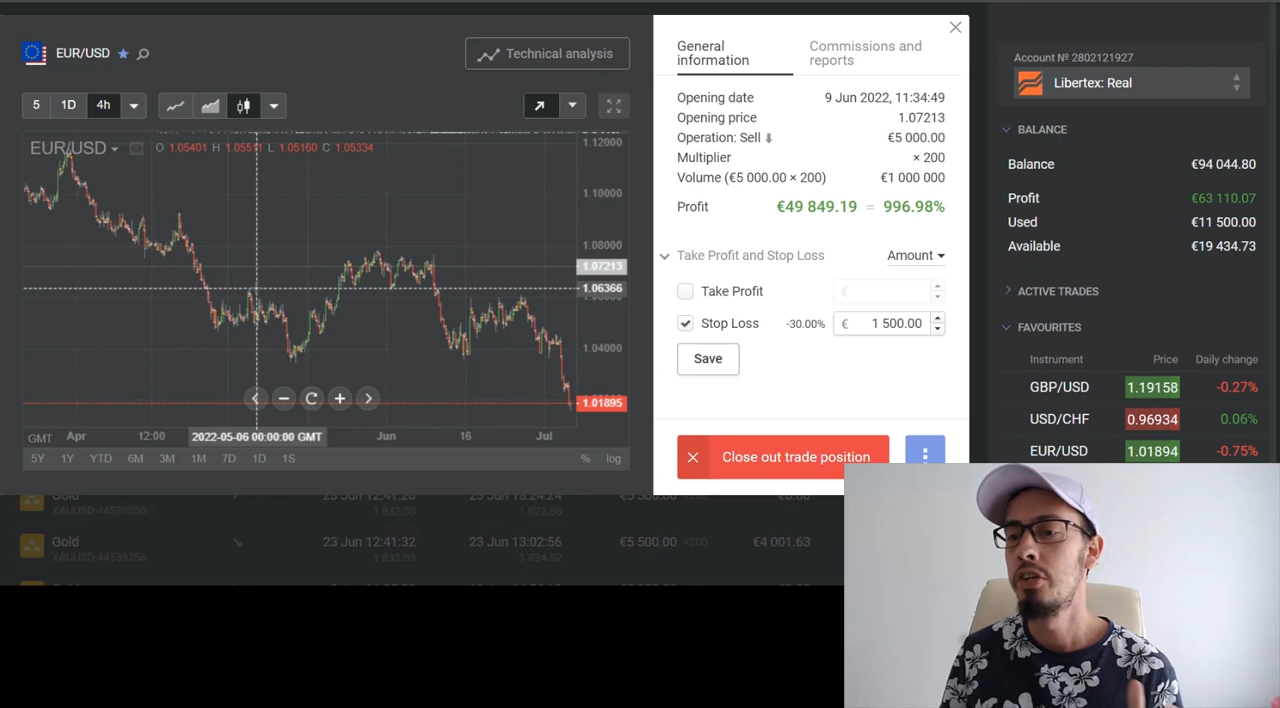 EUR/USD
Technical analysis
5 1D 4h
EUR/USD O 1.05401 H 1.05511 L 1.05160 C 1.05334
1.12000
1.10000
1.08000
1.07213
1.06366
1.04000
1.01895
GMT Apr 12:00 2022-05-06 00:00:00 GMT Jun 16 Jul
5Y 1Y YTD 6M 3M 1M 7D 1D 1S % log
General information
Commissions and reports
Opening date 9 Jun 2022, 11:34:49
Opening price 1.07213
Operation: Sell €5 000.00
Multiplier × 200
Volume (€5 000.00 × 200) €1 000 000
Profit €49 849.19 = 996.98%
Take Profit and Stop Loss Amount
Take Profit €
Stop Loss -30.00% € 1 500.00
Save
Close out trade position
Account № 2802121927
Libertex: Real
BALANCE
Balance €94 044.80
Profit €63 110.07
Used €11 500.00
Available €19 434.73
ACTIVE TRADES
FAVOURITES
Instrument Price Daily change
GBP/USD 1.19158 -0.27%
USD/CHF 0.96934 0.06%
EUR/USD 1.01894 -0.75%
Gold 23 Jun 12:41:32 23 Jun 13:02:56 €5 500.00 ×200 €4 001.63
XAUUSD-44539256